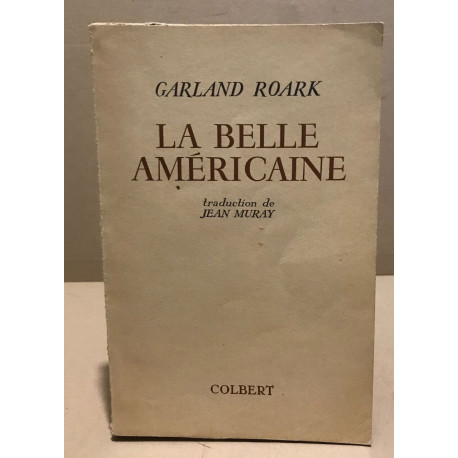 GARLAND ROARK
LA BELLE
AMÉRICAINE
traduction de
JEAN MURAY
COLBERT